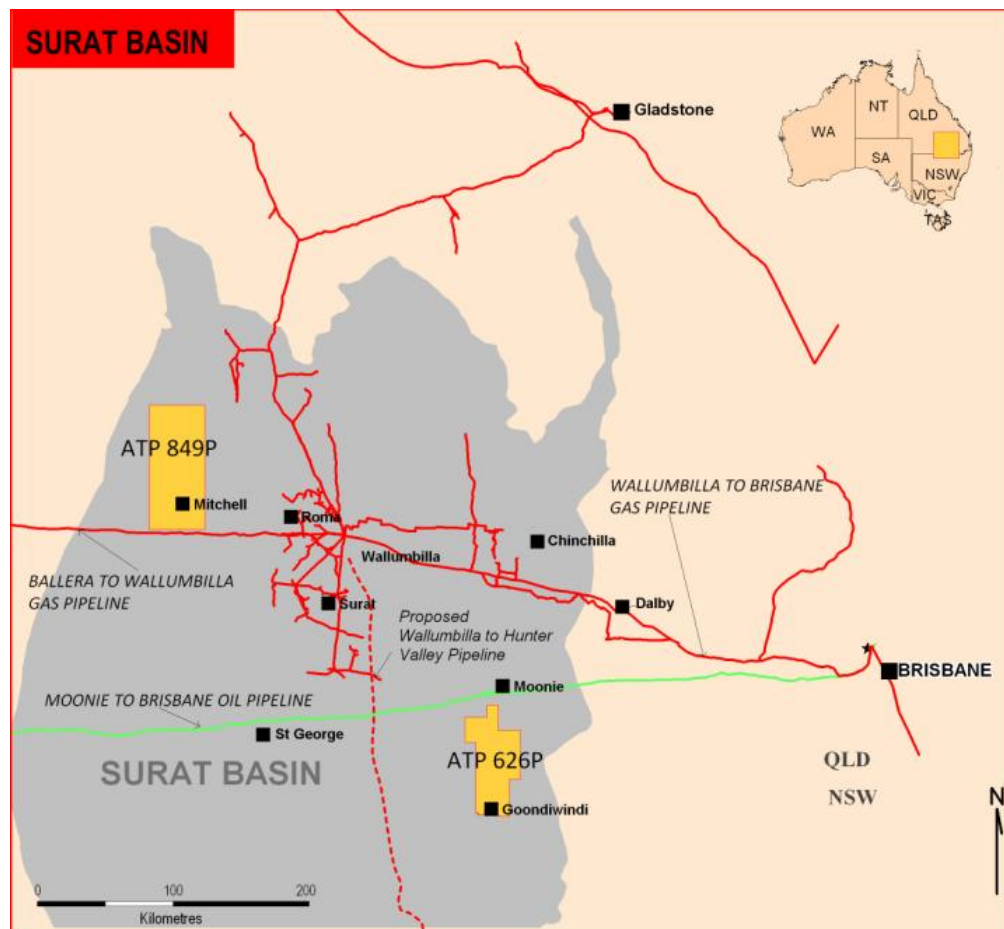 SURAT BASIN
Gladstone
WA
NT
QLD
SA
NSW
VIC
TAS
ATP 849P
Mitchell
Roma
Wallumbilla
Chinchilla
WALLUMBILLA TO BRISBANE
GAS PIPELINE
BALLERA TO WALLUMBILLA
GAS PIPELINE
Surat
Proposed
Wallumbilla to Hunter
Valley Pipeline
Dalby
BRISBANE
MOONIE TO BRISBANE OIL PIPELINE
Moonie
St George
SURAT BASIN
ATP 626P
Goondiwindi
QLD
NSW
N
0 100 200
Kilometres